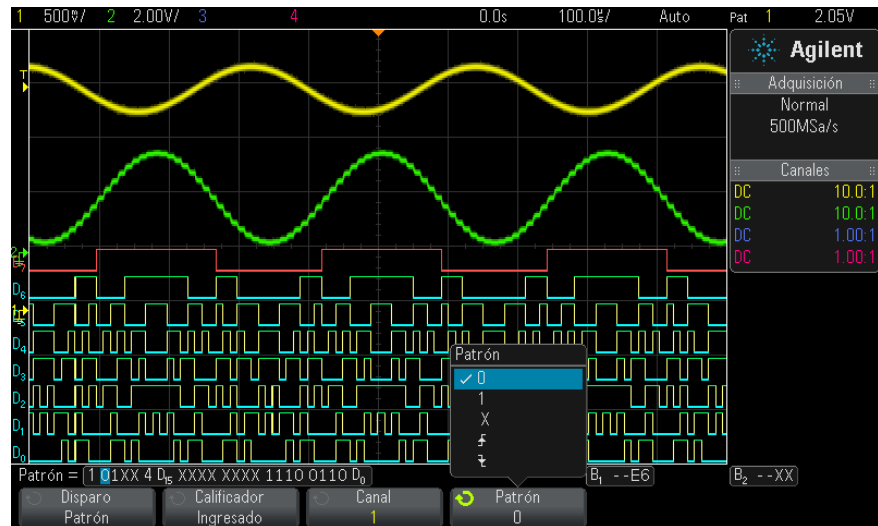 1 500⅟/ 2 2.00V/ 3 4 0.0s 100.0⅟/ Auto Pat 1 2.05V
Agilent
Adquisición
Normal
500MSa/s
Canales
DC 10.0:1
DC 10.0:1
DC 1.00:1
DC 1.00:1
T
D₆
D₄
D₃
D₂
D₁
D₀
Patrón
✓ 0
1
X
Patrón = 1 01XX 4 D₁₅ XXXX XXXX 1110 0110 D₀ B₁ --E6 B₂ --XX
Disparo Calificador Canal Patrón
Patrón Ingresado 1 0